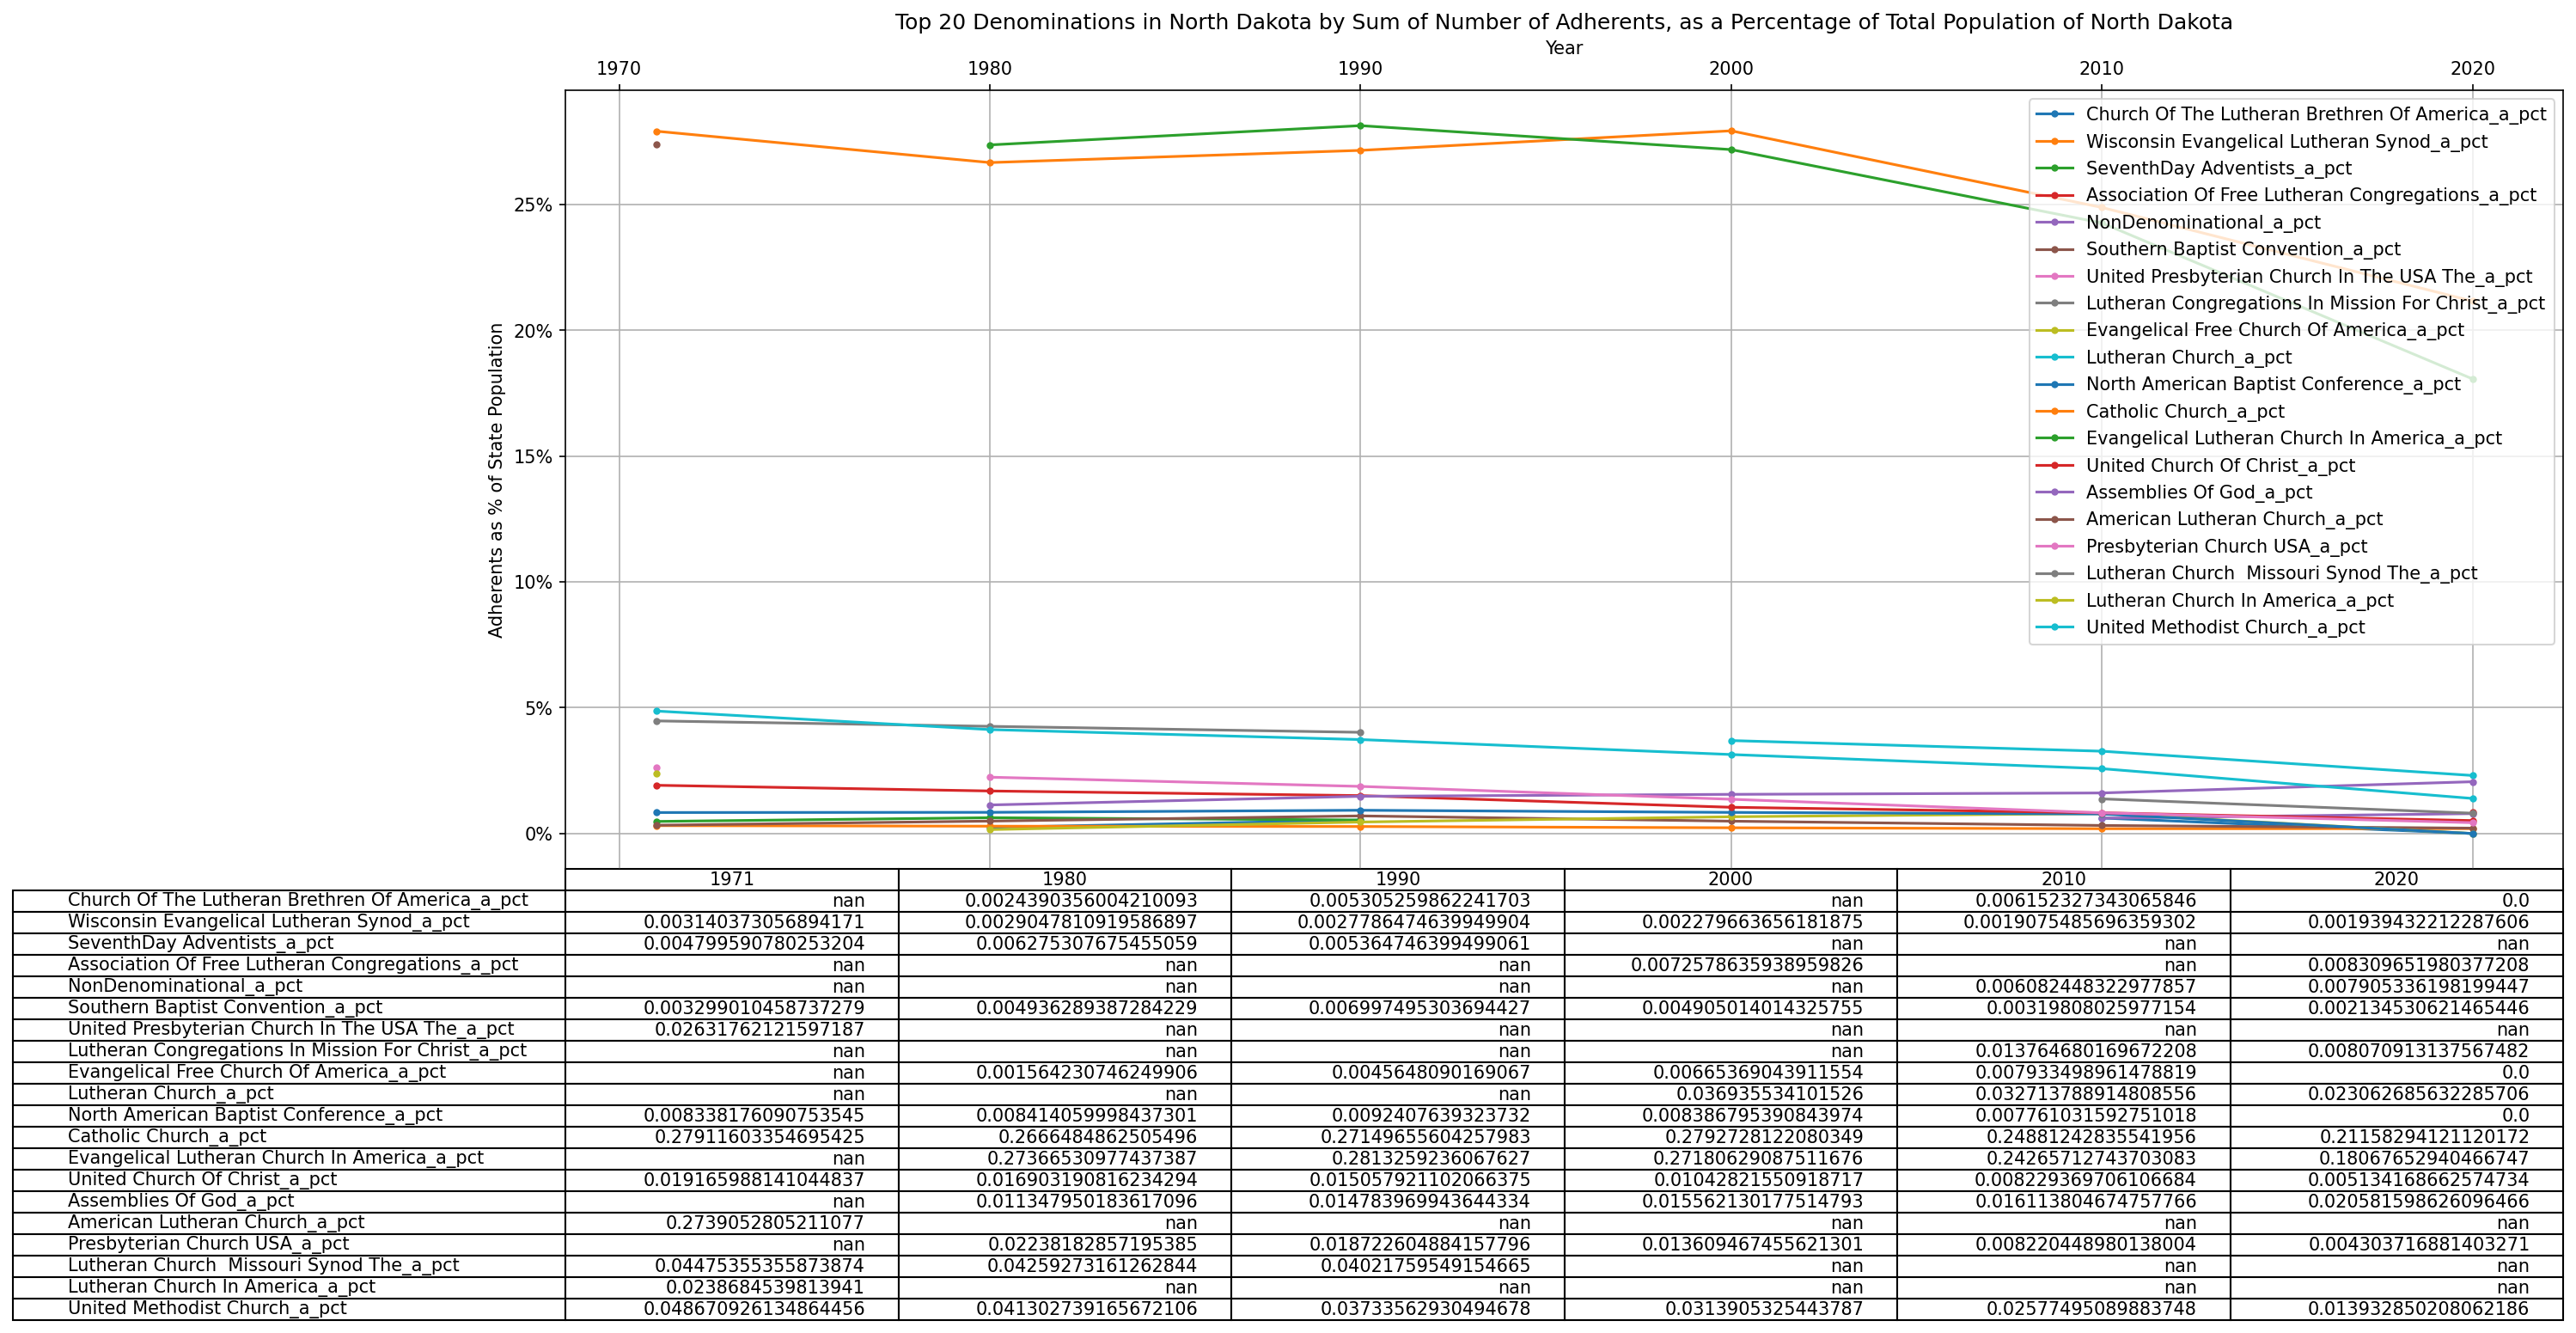 Top 20 Denominations in North Dakota by Sum of Number of Adherents, as a Percentage of Total Population of North Dakota
Year
1970 1980 1990 2000 2010 2020
Adherents as % of State Population
25%
20%
15%
10%
5%
0%
Church Of The Lutheran Brethren Of America_a_pct
Wisconsin Evangelical Lutheran Synod_a_pct
SeventhDay Adventists_a_pct
Association Of Free Lutheran Congregations_a_pct
NonDenominational_a_pct
Southern Baptist Convention_a_pct
United Presbyterian Church In The USA The_a_pct
Lutheran Congregations In Mission For Christ_a_pct
Evangelical Free Church Of America_a_pct
Lutheran Church_a_pct
North American Baptist Conference_a_pct
Catholic Church_a_pct
Evangelical Lutheran Church In America_a_pct
United Church Of Christ_a_pct
Assemblies Of God_a_pct
American Lutheran Church_a_pct
Presbyterian Church USA_a_pct
Lutheran Church  Missouri Synod The_a_pct
Lutheran Church In America_a_pct
United Methodist Church_a_pct
1971 1980 1990 2000 2010 2020
Church Of The Lutheran Brethren Of America_a_pct nan 0.0024390356004210093 0.005305259862241703 nan 0.006152327343065846 0.0
Wisconsin Evangelical Lutheran Synod_a_pct 0.003140373056894171 0.0029047810919586897 0.0027786474639949904 0.002279663656181875 0.0019075485696359302 0.001939432212287606
SeventhDay Adventists_a_pct 0.004799590780253204 0.006275307675455059 0.005364746399499061 nan nan nan
Association Of Free Lutheran Congregations_a_pct nan nan nan 0.0072578635938959826 nan 0.008309651980377208
NonDenominational_a_pct nan nan nan nan 0.006082448322977857 0.007905336198199447
Southern Baptist Convention_a_pct 0.0032990104587372​79 0.004936289387284229 0.006997495303694427 0.004905014014325755 0.00319808025977154 0.002134530621465446
United Presbyterian Church In The USA The_a_pct 0.02631762121597187 nan nan nan nan nan
Lutheran Congregations In Mission For Christ_a_pct nan nan nan nan 0.013764680169672208 0.008070913137567482
Evangelical Free Church Of America_a_pct nan 0.001564230746249906 0.0045648090169067 0.00665369043911554 0.007933498961478819 0.0
Lutheran Church_a_pct nan nan nan 0.036935534101526 0.032713788914808556 0.023062685632285706
North American Baptist Conference_a_pct 0.008338176090753545 0.008414059998437301 0.0092407639323732 0.008386795390843974 0.007761031592751018 0.0
Catholic Church_a_pct 0.27911603354695425 0.2666484862505496 0.27149655604257983 0.2792728122080349 0.24881242835541956 0.21158294121120172
Evangelical Lutheran Church In America_a_pct nan 0.27366530977437387 0.2813259236067627 0.27180629087511676 0.24265712743703083 0.18067652940466747
United Church Of Christ_a_pct 0.019165988141044837 0.016903190816234294 0.015057921102066375 0.01042821550918717 0.008229369706106684 0.005134168662574734
Assemblies Of God_a_pct nan 0.011347950183617096 0.014783969943644334 0.015562130177514793 0.016113804674757766 0.020581598626096466
American Lutheran Church_a_pct 0.2739052805211077 nan nan nan nan nan
Presbyterian Church USA_a_pct nan 0.02238182857195385 0.018722604884157796 0.013609467455621301 0.008220448980138004 0.004303716881403271
Lutheran Church  Missouri Synod The_a_pct 0.04475355355873874 0.04259273161262844 0.04021759549154665 nan nan nan
Lutheran Church In America_a_pct 0.0238684539813941 nan nan nan nan nan
United Methodist Church_a_pct 0.048670926134864456 0.041302739165672106 0.03733562930494678 0.0313905325443787 0.02577495089883748 0.013932850208062186